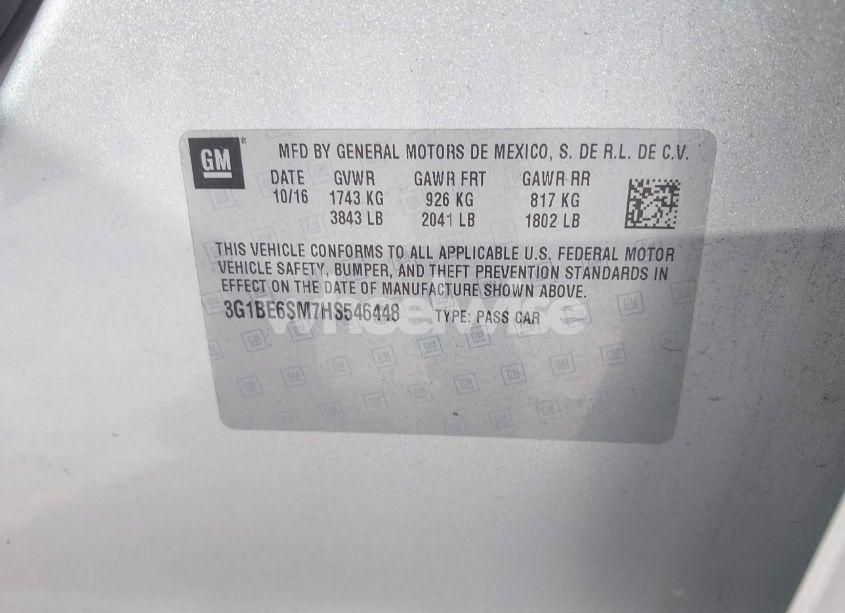 GM
MFD BY GENERAL MOTORS DE MEXICO, S. DE R.L. DE C.V.
DATE GVWR GAWR FRT GAWR RR
10/16 1743 KG 926 KG 817 KG
3843 LB 2041 LB 1802 LB
THIS VEHICLE CONFORMS TO ALL APPLICABLE U.S. FEDERAL MOTOR
VEHICLE SAFETY, BUMPER, AND THEFT PREVENTION STANDARDS IN
EFFECT ON THE DATE OF MANUFACTURE SHOWN ABOVE.
3G1BE6SM7HS546448 TYPE: PASS CAR